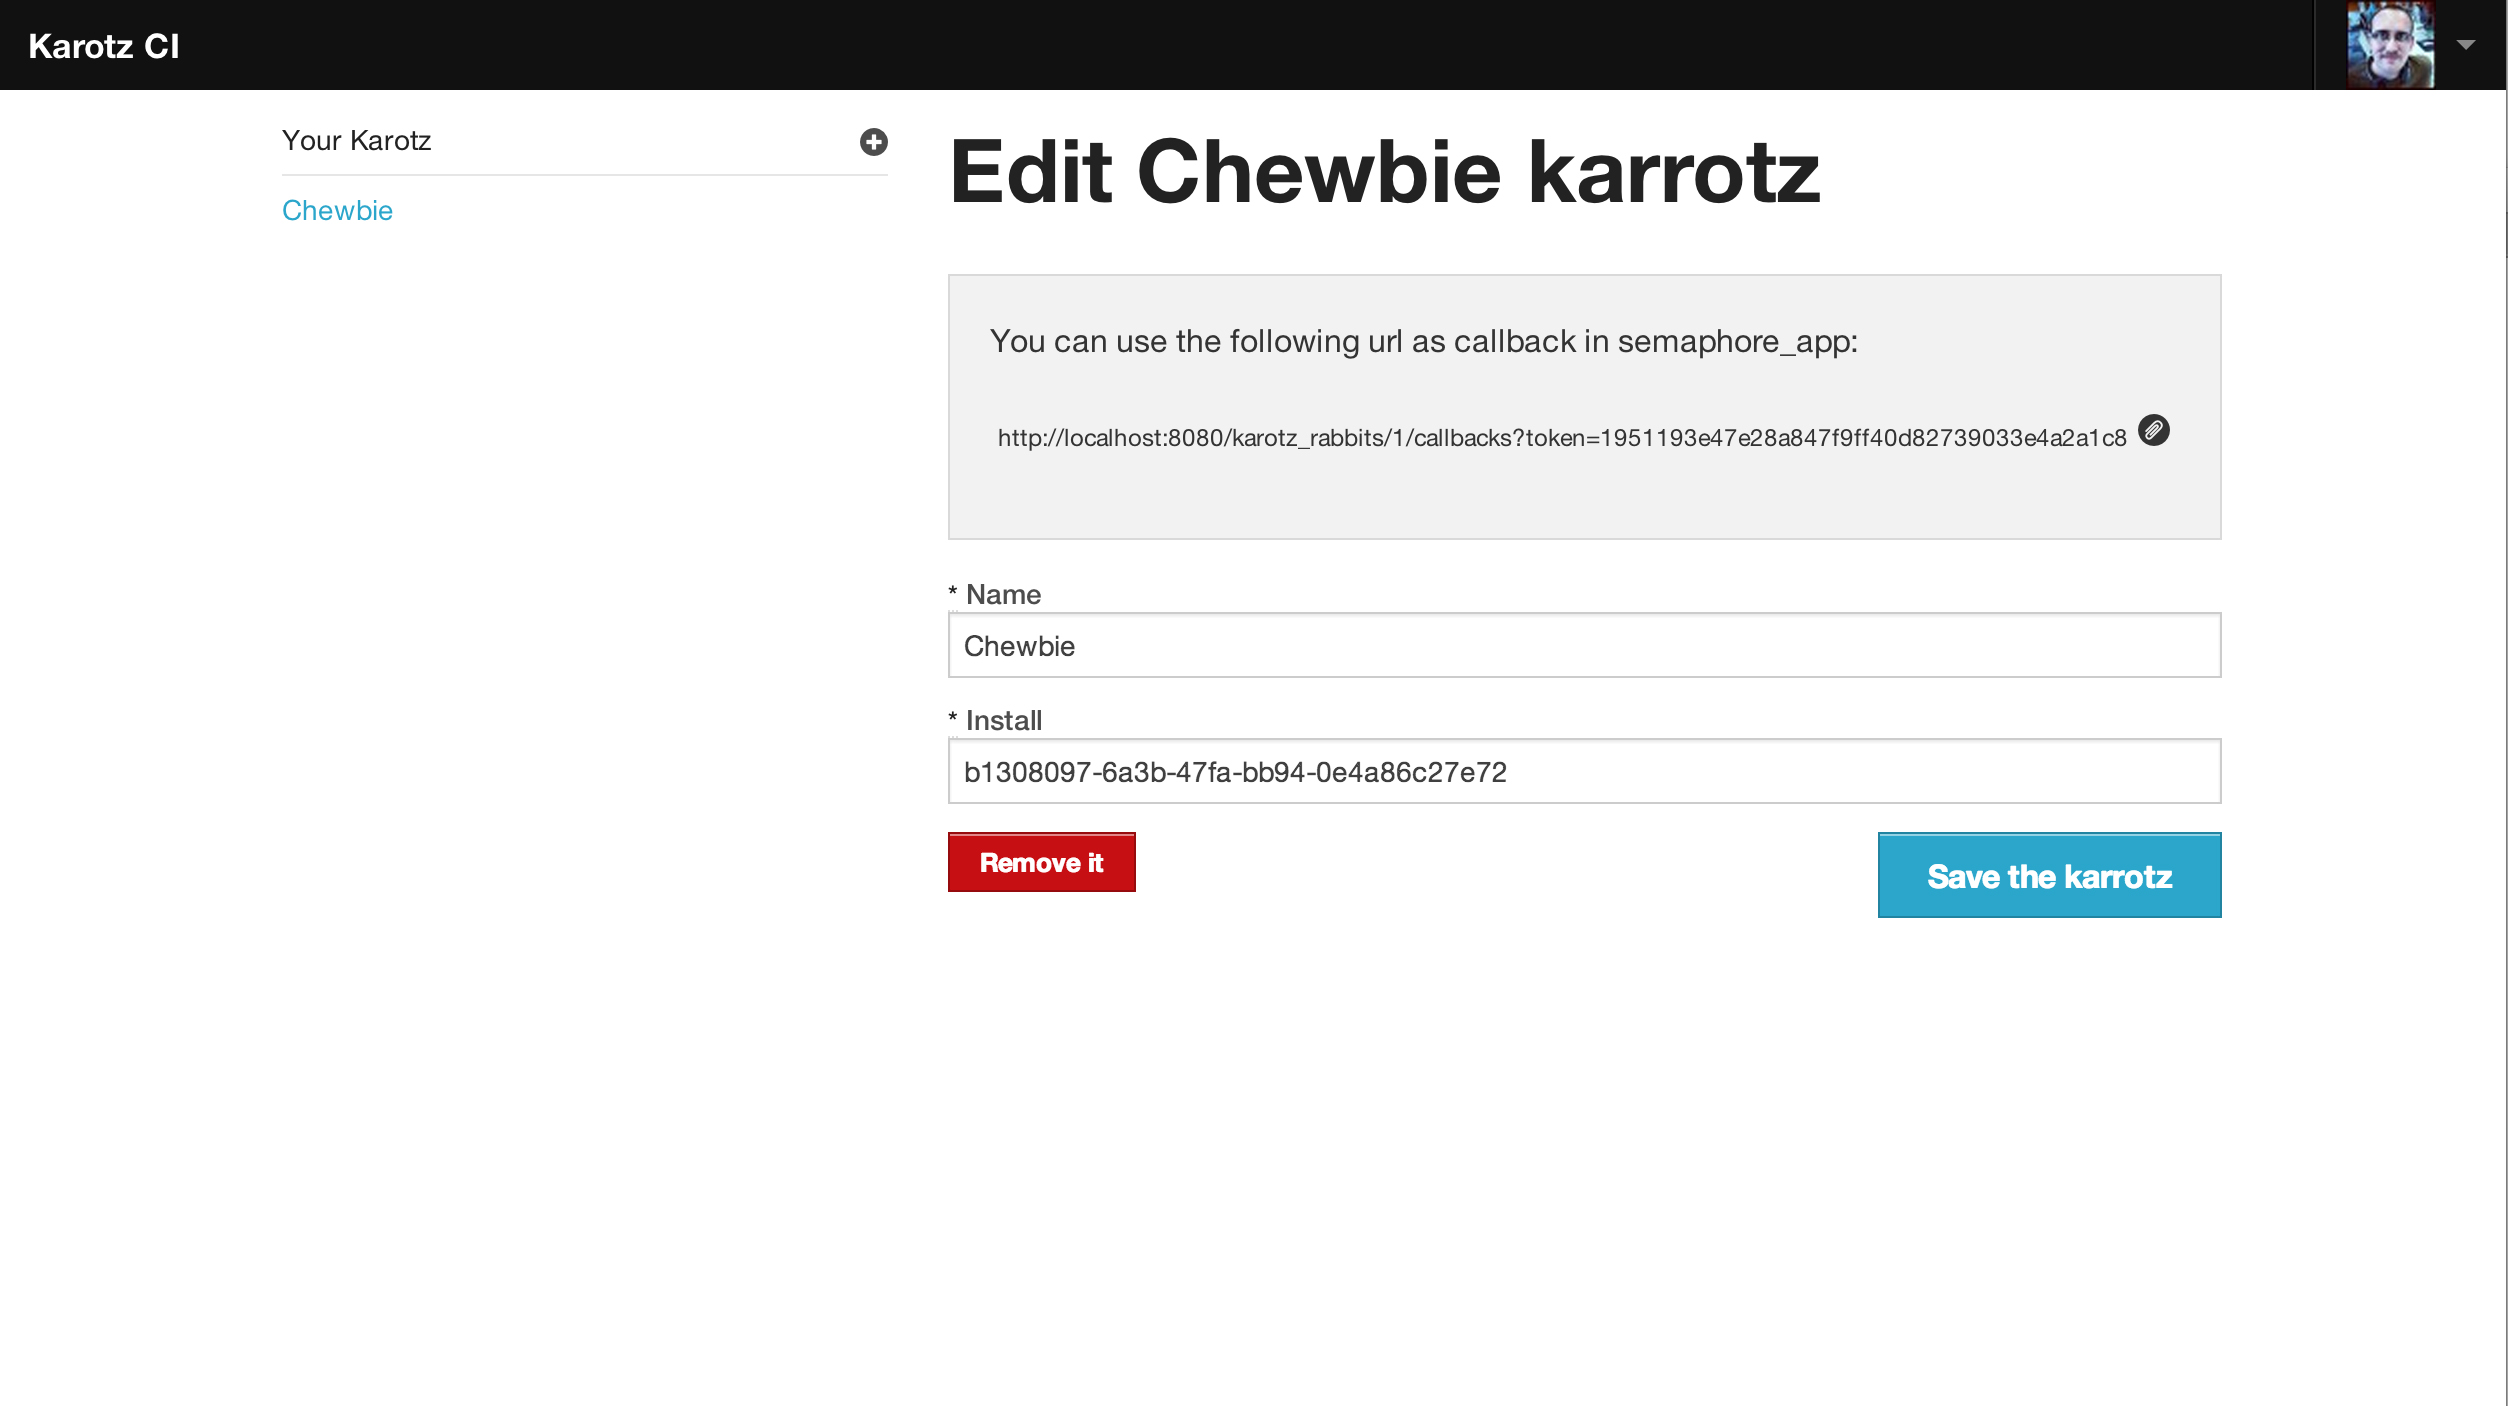 Karotz CI
Your Karotz
Chewbie
Edit Chewbie karrotz
You can use the following url as callback in semaphore_app:
http://localhost:8080/karotz_rabbits/1/callbacks?token=1951193e47e28a847f9ff40d82739033e4a2a1c8
* Name
Chewbie
* Install
b1308097-6a3b-47fa-bb94-0e4a86c27e72
Remove it
Save the karrotz